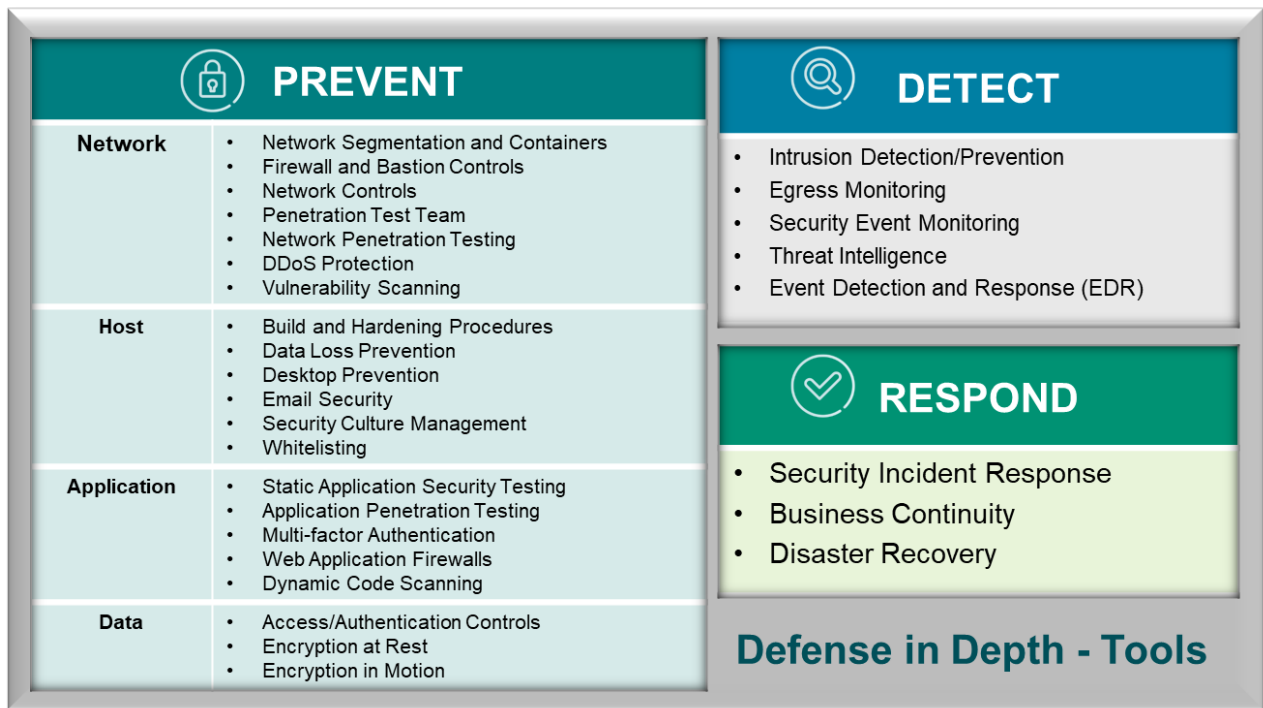 PREVENT
Network
• Network Segmentation and Containers
• Firewall and Bastion Controls
• Network Controls
• Penetration Test Team
• Network Penetration Testing
• DDoS Protection
• Vulnerability Scanning
Host
• Build and Hardening Procedures
• Data Loss Prevention
• Desktop Prevention
• Email Security
• Security Culture Management
• Whitelisting
Application
• Static Application Security Testing
• Application Penetration Testing
• Multi-factor Authentication
• Web Application Firewalls
• Dynamic Code Scanning
Data
• Access/Authentication Controls
• Encryption at Rest
• Encryption in Motion
DETECT
• Intrusion Detection/Prevention
• Egress Monitoring
• Security Event Monitoring
• Threat Intelligence
• Event Detection and Response (EDR)
RESPOND
• Security Incident Response
• Business Continuity
• Disaster Recovery
Defense in Depth - Tools